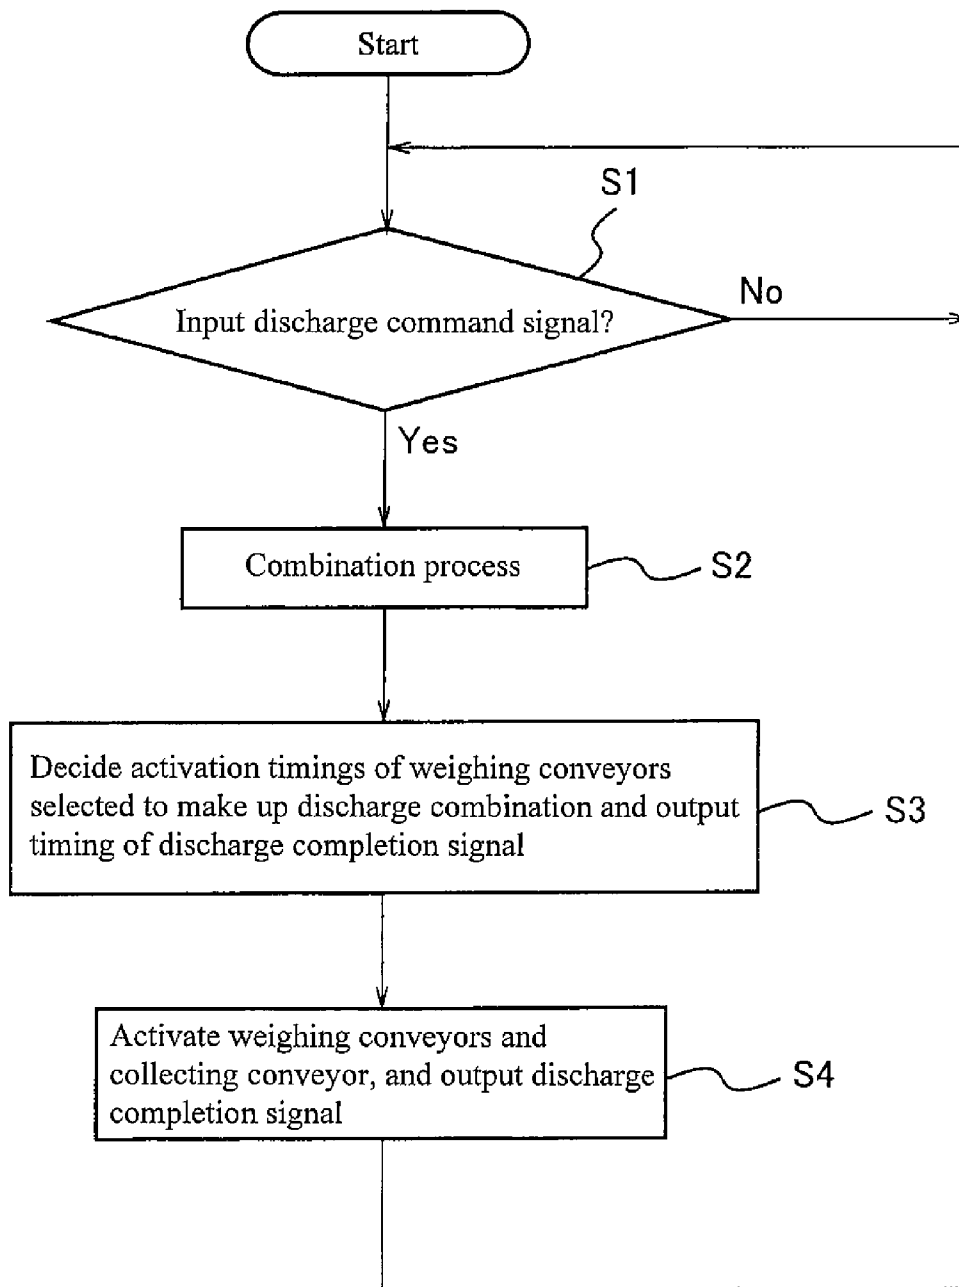 Start
S1
No
Input discharge command signal?
Yes
Combination process
S2
Decide activation timings of weighing conveyors
selected to make up discharge combination and output
timing of discharge completion signal
S3
Activate weighing conveyors and
collecting conveyor, and output discharge
completion signal
S4